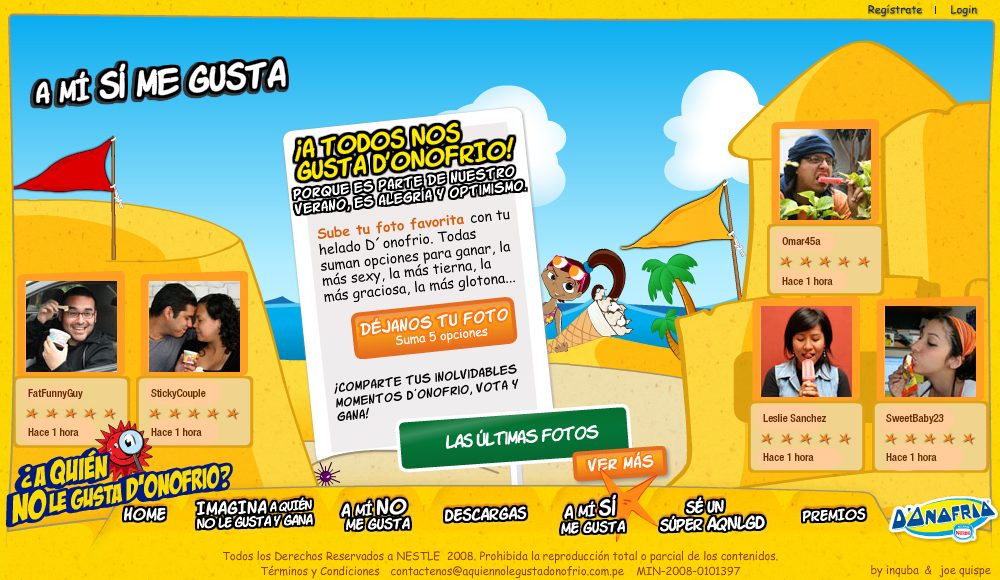 Regístrate | Login
A MÍ SÍ ME GUSTA
¡A TODOS NOS
GUSTA D'ONOFRIO!
PORQUE ES PARTE DE NUESTRO
VERANO, ES ALEGRÍA Y OPTIMISMO.
Sube tu foto favorita con tu
helado D´onofrio. Todas
suman opciones para ganar, la
más sexy, la más tierna, la
más graciosa, la más glotona...
DÉJANOS TU FOTO
Suma 5 opciones
¡COMPARTE TUS INOLVIDABLES
MOMENTOS D'ONOFRIO, VOTA Y
GANA!
LAS ÚLTIMAS FOTOS
VER MÁS
Omar45a
Hace 1 hora
FatFunnyGuy
Hace 1 hora
StickyCouple
Hace 1 hora
Leslie Sanchez
Hace 1 hora
SweetBaby23
Hace 1 hora
¿A QUIÉN
NO LE GUSTA D'ONOFRIO?
HOME
IMAGINA A QUIÉN
NO LE GUSTA Y GANA
A MÍ NO
ME GUSTA
DESCARGAS
A MÍ SÍ
ME GUSTA
SÉ UN
SÚPER AQNLGD
PREMIOS
D'ONOFRIO
Nestlé
Todos los Derechos Reservados a NESTLE 2008. Prohibida la reproducción total o parcial de los contenidos.
Términos y Condiciones contactenos@aquiennolegustadonofrio.com.pe MIN-2008-0101397
by inquba & joe quispe